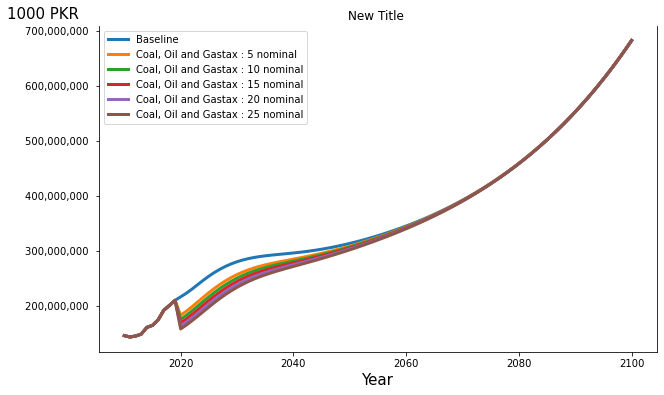 1000 PKR
New Title
700,000,000
600,000,000
500,000,000
400,000,000
300,000,000
200,000,000
Baseline
Coal, Oil and Gastax : 5 nominal
Coal, Oil and Gastax : 10 nominal
Coal, Oil and Gastax : 15 nominal
Coal, Oil and Gastax : 20 nominal
Coal, Oil and Gastax : 25 nominal
2020
2040
2060
2080
2100
Year